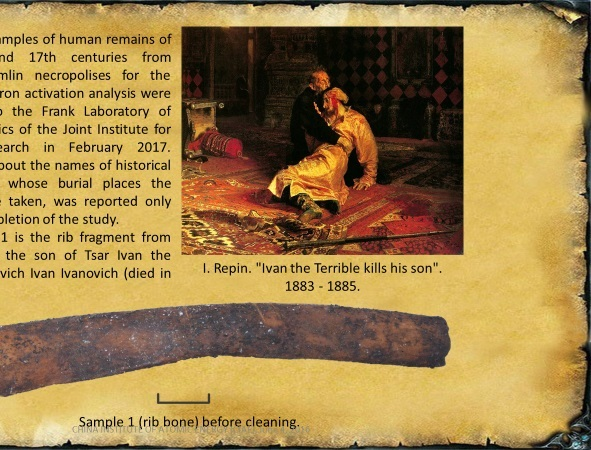 amples of human remains of
nd 17th centuries from
mlin necropolises for the
ron activation analysis were
o the Frank Laboratory of
ics of the Joint Institute for
earch in February 2017.
bout the names of historical
whose burial places the
e taken, was reported only
pletion of the study.
1 is the rib fragment from
the son of Tsar Ivan the
vich Ivan Ivanovich (died in
I. Repin. "Ivan the Terrible kills his son".
1883 - 1885.
Sample 1 (rib bone) before cleaning.
CHINA INSTITUTE OF ATOMIC ENERGY